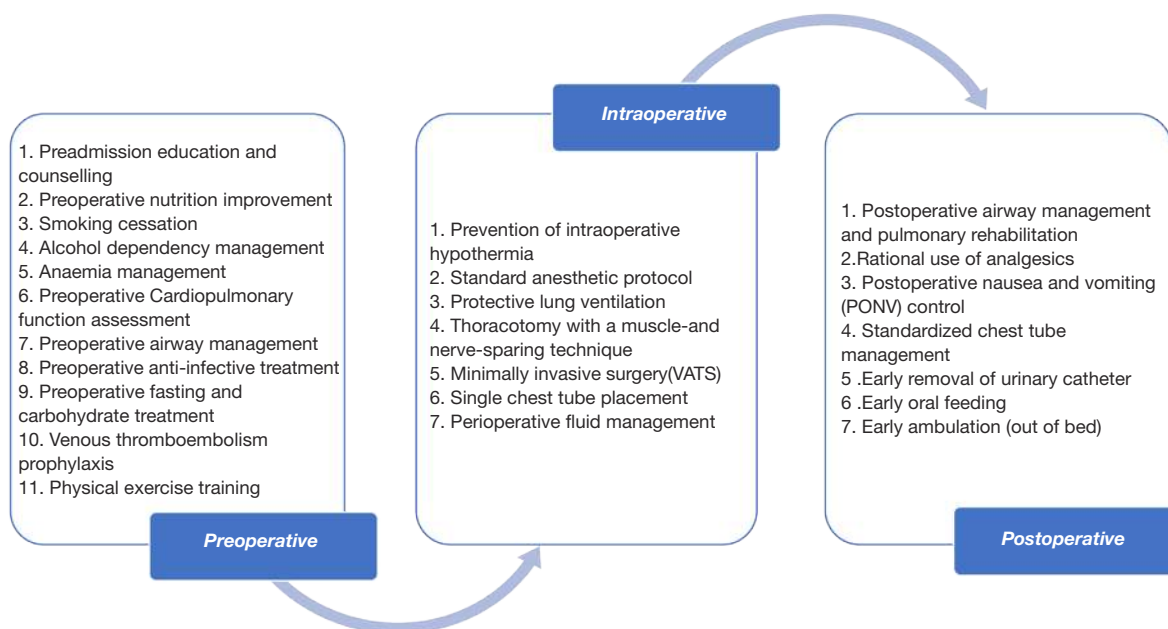 1. Preadmission education and
counselling
2. Preoperative nutrition improvement
3. Smoking cessation
4. Alcohol dependency management
5. Anaemia management
6. Preoperative Cardiopulmonary
function assessment
7. Preoperative airway management
8. Preoperative anti-infective treatment
9. Preoperative fasting and
carbohydrate treatment
10. Venous thromboembolism
prophylaxis
11. Physical exercise training
Preoperative
Intraoperative
1. Prevention of intraoperative
hypothermia
2. Standard anesthetic protocol
3. Protective lung ventilation
4. Thoracotomy with a muscle-and
nerve-sparing technique
5. Minimally invasive surgery(VATS)
6. Single chest tube placement
7. Perioperative fluid management
1. Postoperative airway management
and pulmonary rehabilitation
2.Rational use of analgesics
3. Postoperative nausea and vomiting
(PONV) control
4. Standardized chest tube
management
5 .Early removal of urinary catheter
6 .Early oral feeding
7. Early ambulation (out of bed)
Postoperative